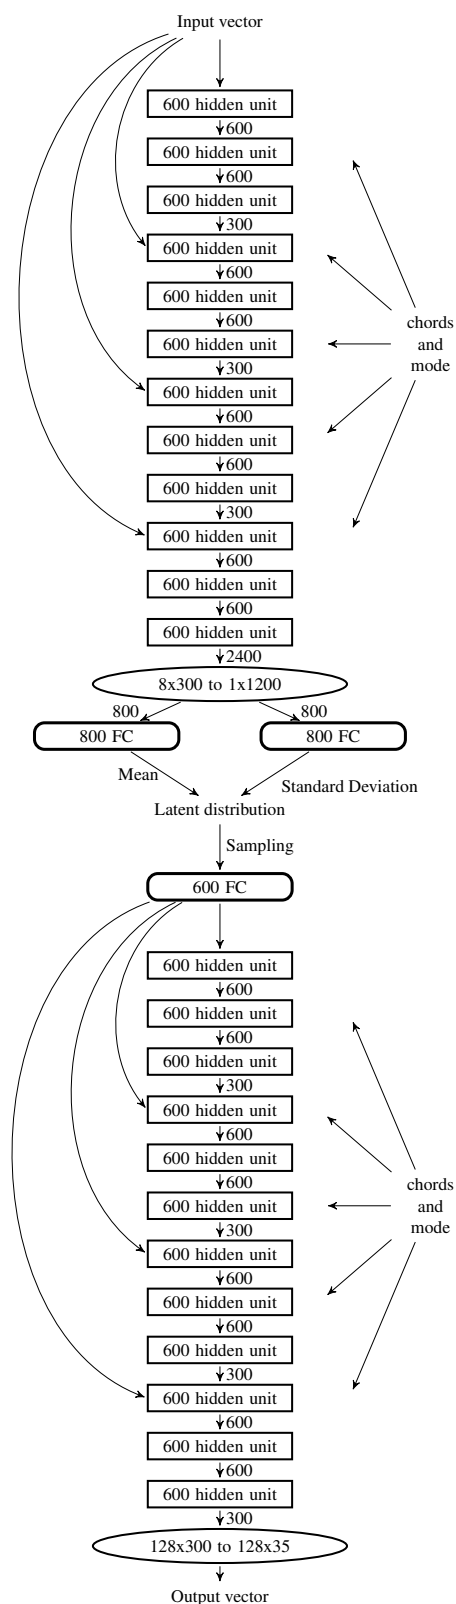 Input vector
600 hidden unit
600
600 hidden unit
600
600 hidden unit
300
600 hidden unit
600
600 hidden unit
600
600 hidden unit
300
600 hidden unit
600
600 hidden unit
600
600 hidden unit
300
600 hidden unit
600
600 hidden unit
600
600 hidden unit
2400
chords
and
mode
8x300 to 1x1200
800
800
800 FC
800 FC
Mean
Standard Deviation
Latent distribution
Sampling
600 FC
600 hidden unit
600
600 hidden unit
600
600 hidden unit
300
600 hidden unit
600
600 hidden unit
600
600 hidden unit
300
600 hidden unit
600
600 hidden unit
600
600 hidden unit
300
600 hidden unit
600
600 hidden unit
600
600 hidden unit
300
chords
and
mode
128x300 to 128x35
Output vector